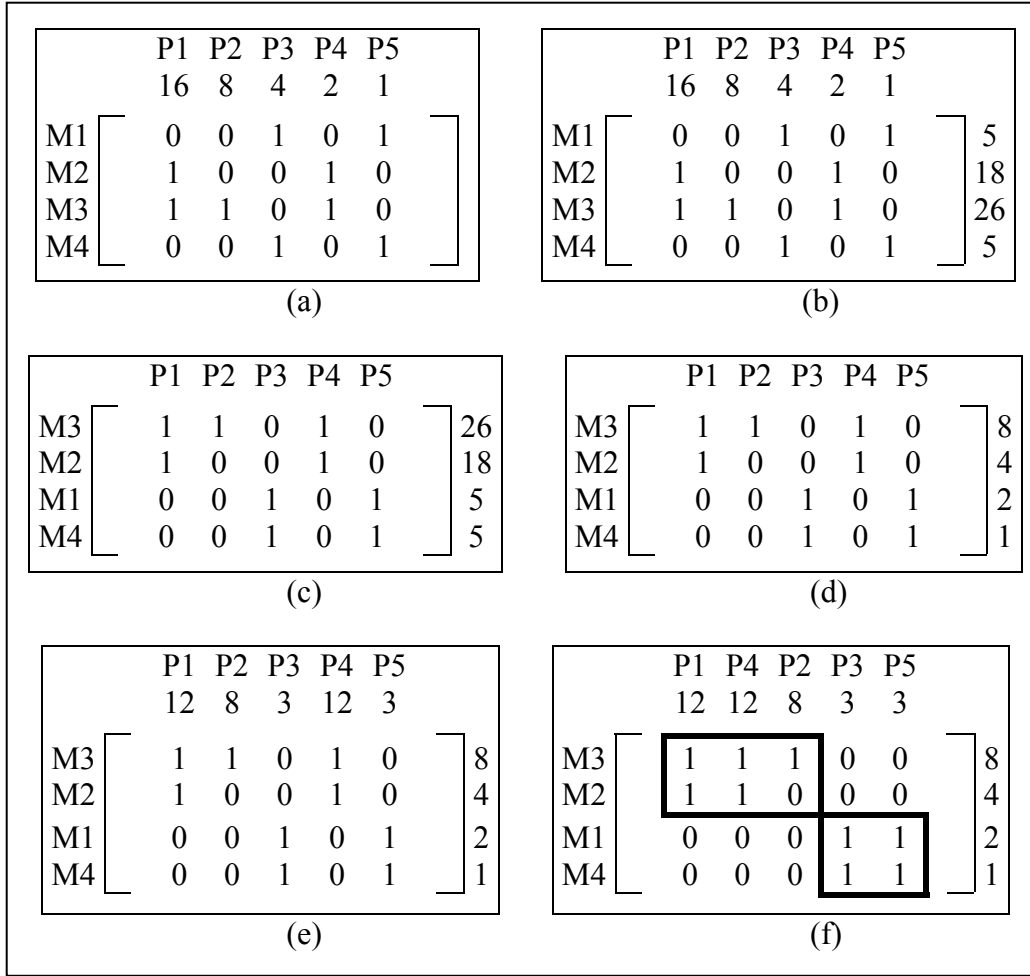 P1 P2 P3 P4 P5
16 8 4 2 1
M1 0 0 1 0 1
M2 1 0 0 1 0
M3 1 1 0 1 0
M4 0 0 1 0 1
(a)
P1 P2 P3 P4 P5
16 8 4 2 1
M1 0 0 1 0 1 5
M2 1 0 0 1 0 18
M3 1 1 0 1 0 26
M4 0 0 1 0 1 5
(b)
P1 P2 P3 P4 P5
M3 1 1 0 1 0 26
M2 1 0 0 1 0 18
M1 0 0 1 0 1 5
M4 0 0 1 0 1 5
(c)
P1 P2 P3 P4 P5
M3 1 1 0 1 0 8
M2 1 0 0 1 0 4
M1 0 0 1 0 1 2
M4 0 0 1 0 1 1
(d)
P1 P2 P3 P4 P5
12 8 3 12 3
M3 1 1 0 1 0 8
M2 1 0 0 1 0 4
M1 0 0 1 0 1 2
M4 0 0 1 0 1 1
(e)
P1 P4 P2 P3 P5
12 12 8 3 3
M3 1 1 1 0 0 8
M2 1 1 0 0 0 4
M1 0 0 0 1 1 2
M4 0 0 0 1 1 1
(f)